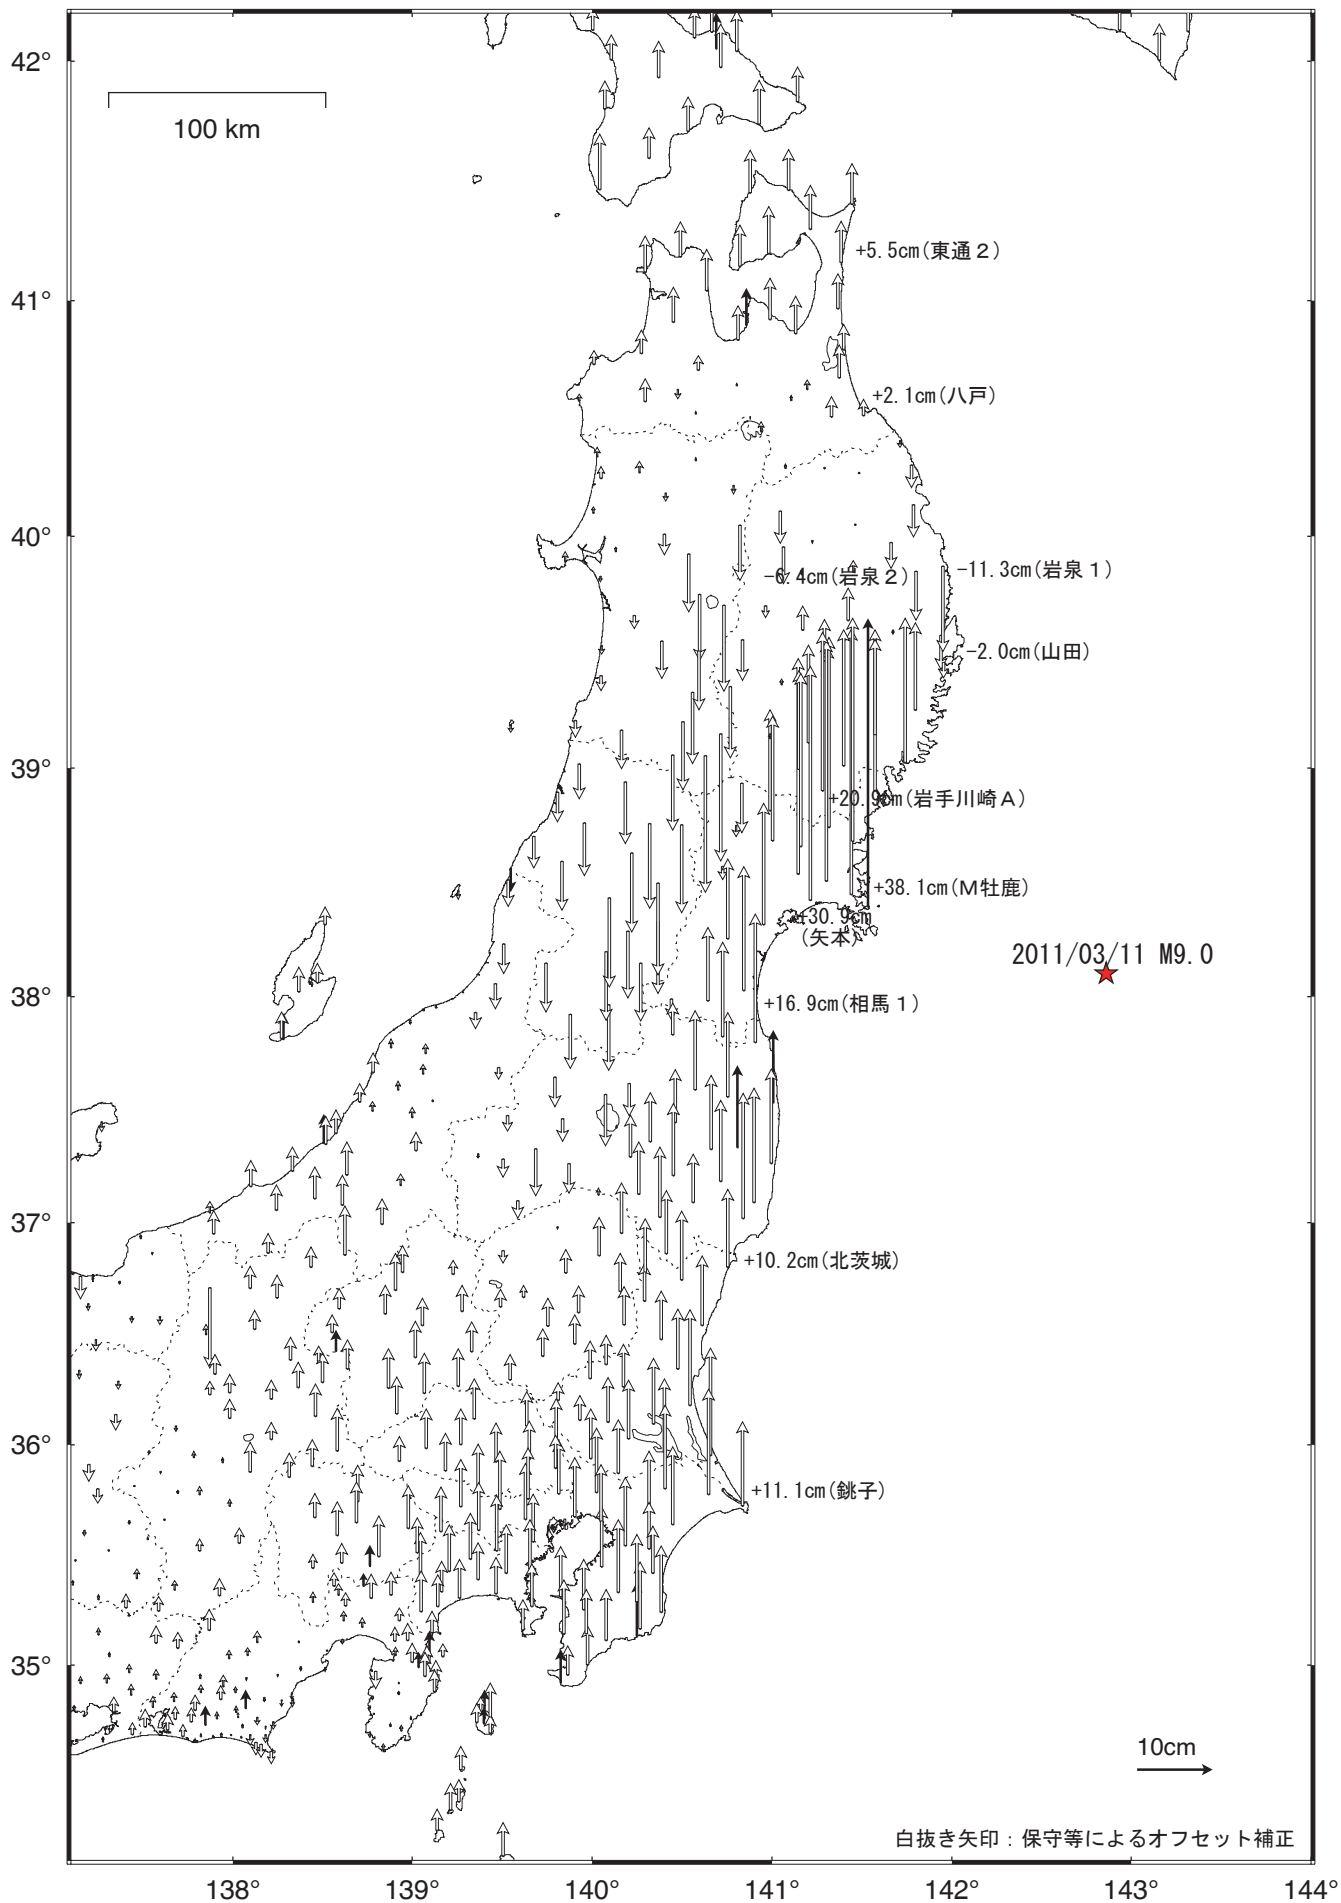 42°
100 km
+5.5cm(東通２)
41°
+2.1cm(八戸)
40°
-6.4cm(岩泉２)
-11.3cm(岩泉１)
-2.0cm(山田)
39°
+20.9cm(岩手川崎Ａ)
+38.1cm(Ｍ牡鹿)
+30.9cm
(矢本)
2011/03/11 M9.0
38°
+16.9cm(相馬１)
37°
+10.2cm(北茨城)
36°
+11.1cm(銚子)
35°
10cm
白抜き矢印：保守等によるオフセット補正
138° 139° 140° 141° 142° 143° 144°